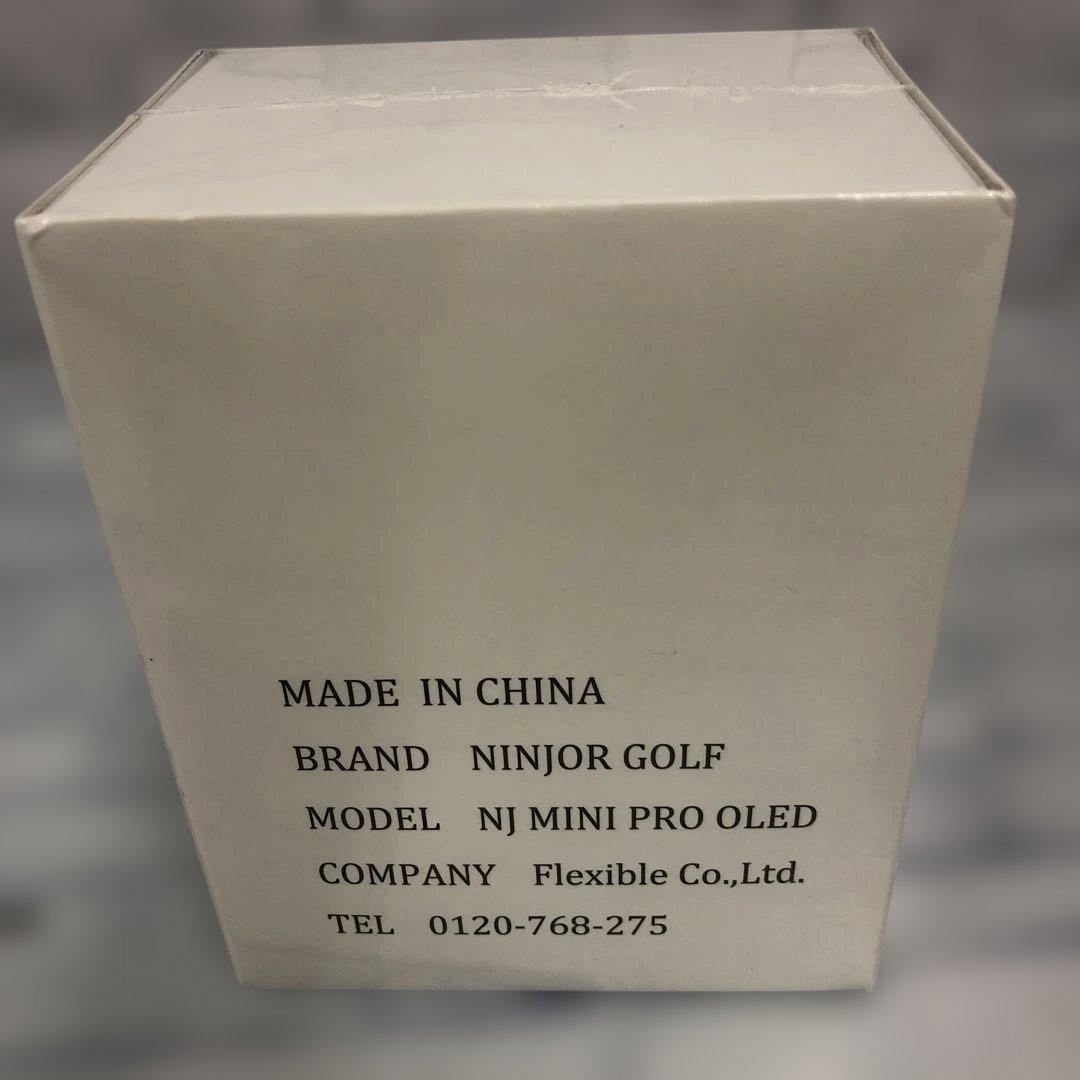 MADE IN CHINA
BRAND NINJOR GOLF
MODEL NJ MINI PRO OLED
COMPANY Flexible Co.,Ltd.
TEL 0120-768-275